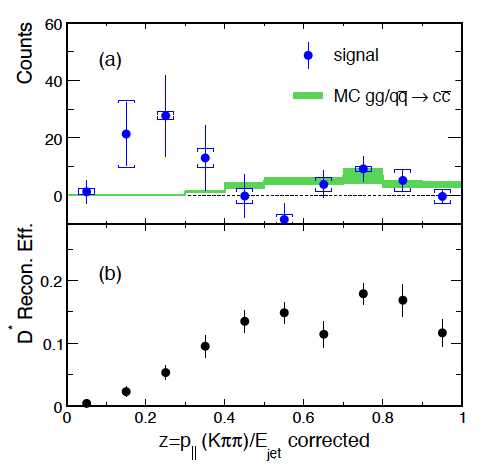 60
40
20
0
Counts
(a)
signal
MC gg/qq̅ → cc̅
0.2
0.1
0
D* Recon. Eff.
(b)
0 0.2 0.4 0.6 0.8 1
z=p|| (Kππ)/Ejet corrected